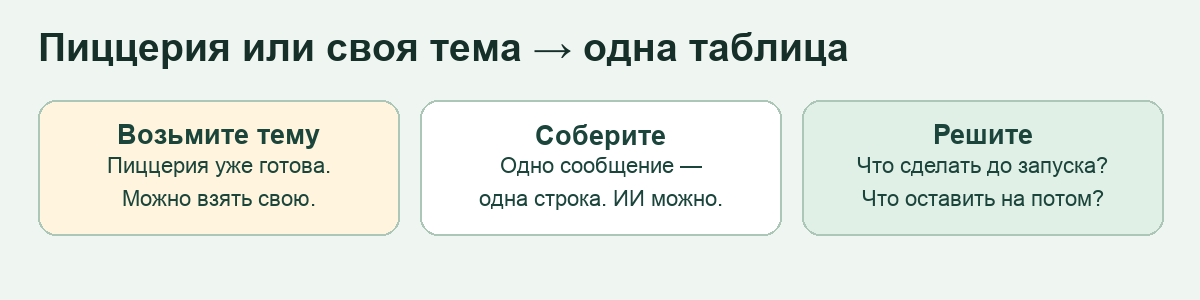 Пиццерия или своя тема → одна таблица
Возьмите тему
Пиццерия уже готова.
Можно взять свою.
Соберите
Одно сообщение —
одна строка. ИИ можно.
Решите
Что сделать до запуска?
Что оставить на потом?